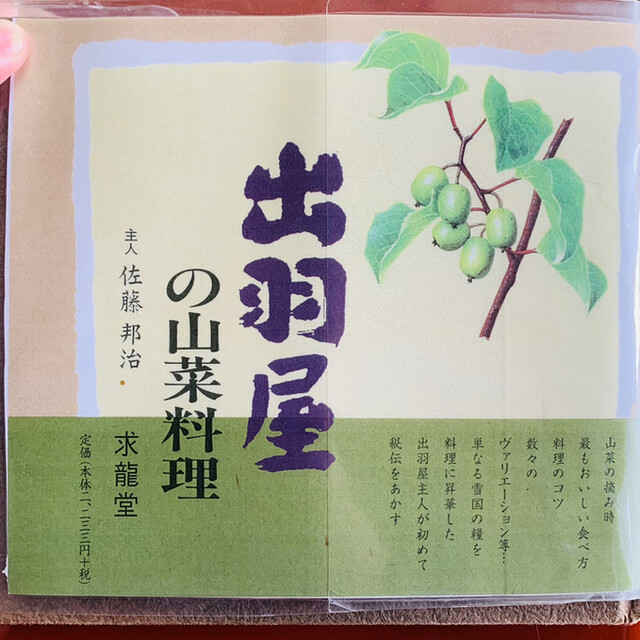 出羽屋
の山菜料理
主人 佐藤邦治・
求龍堂
定価（本体二、二三三円+税）
山菜の摘み時
最もおいしい食べ方
料理のコツ
数々の・
ヴァリエーション等…
単なる雪国の糧を
料理に昇華した
出羽屋主人が初めて
秘伝をあかす